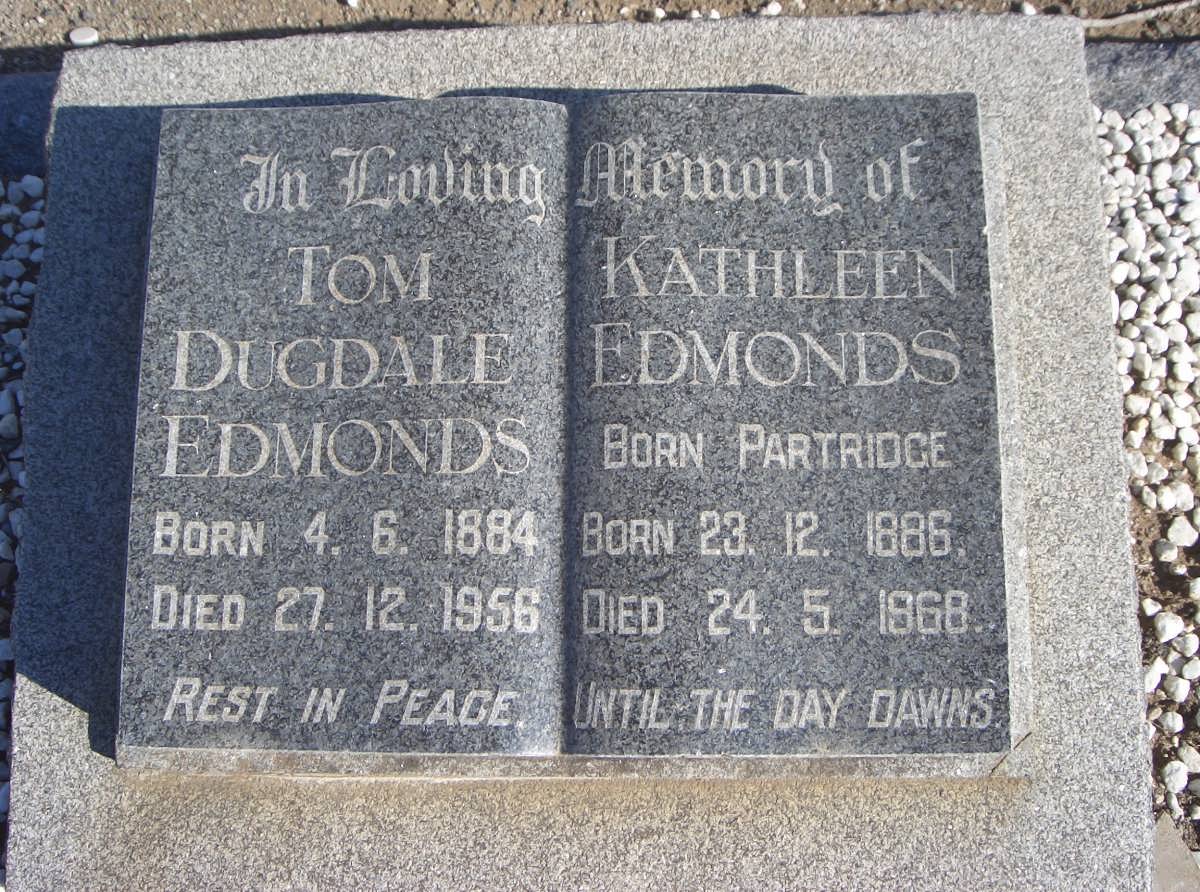 In Loving Memory of
TOM
DUGDALE
EDMONDS
BORN 4. 6. 1884
DIED 27. 12. 1956
REST IN PEACE.
KATHLEEN
EDMONDS
BORN PARTRIDGE
BORN 23. 12. 1886.
DIED 24. 5. 1968.
UNTIL THE DAY DAWNS.